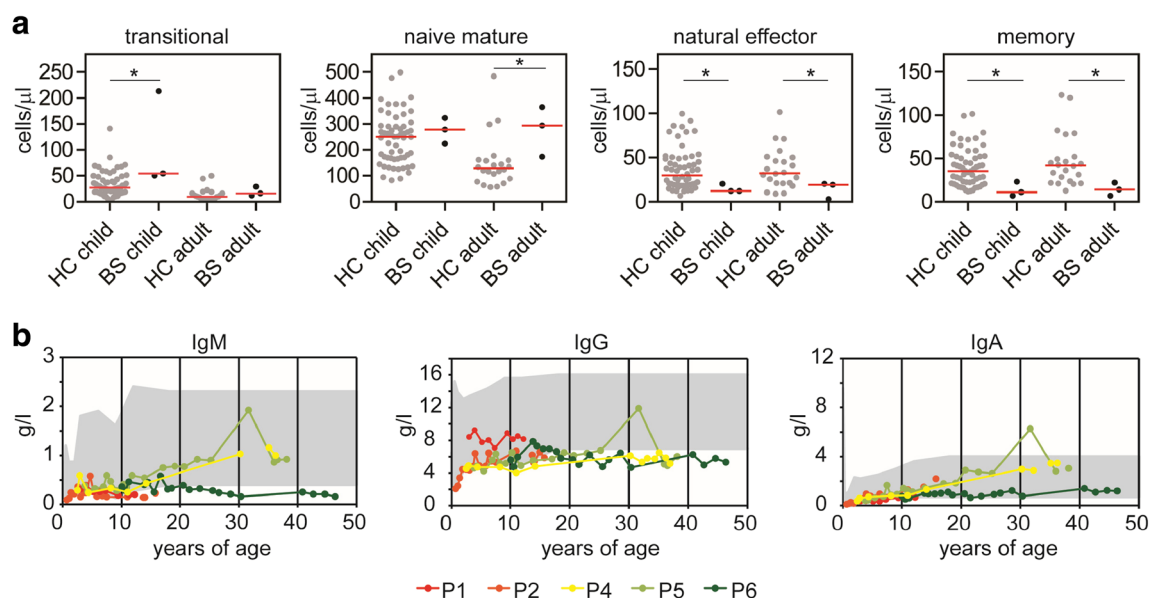 a
transitional
naive mature
natural effector
memory
cells/µl
250
200
150
100
50
0
*
HC child
BS child
HC adult
BS adult
cells/µl
500
400
300
200
100
0
*
HC child
BS child
HC adult
BS adult
cells/µl
150
100
50
0
*
*
HC child
BS child
HC adult
BS adult
cells/µl
150
100
50
0
*
*
HC child
BS child
HC adult
BS adult
b
IgM
IgG
IgA
g/l
3
2
1
0
0 10 20 30 40 50
years of age
g/l
16
12
8
4
0
0 10 20 30 40 50
years of age
g/l
12
8
4
0
0 10 20 30 40 50
years of age
P1 P2 P4 P5 P6